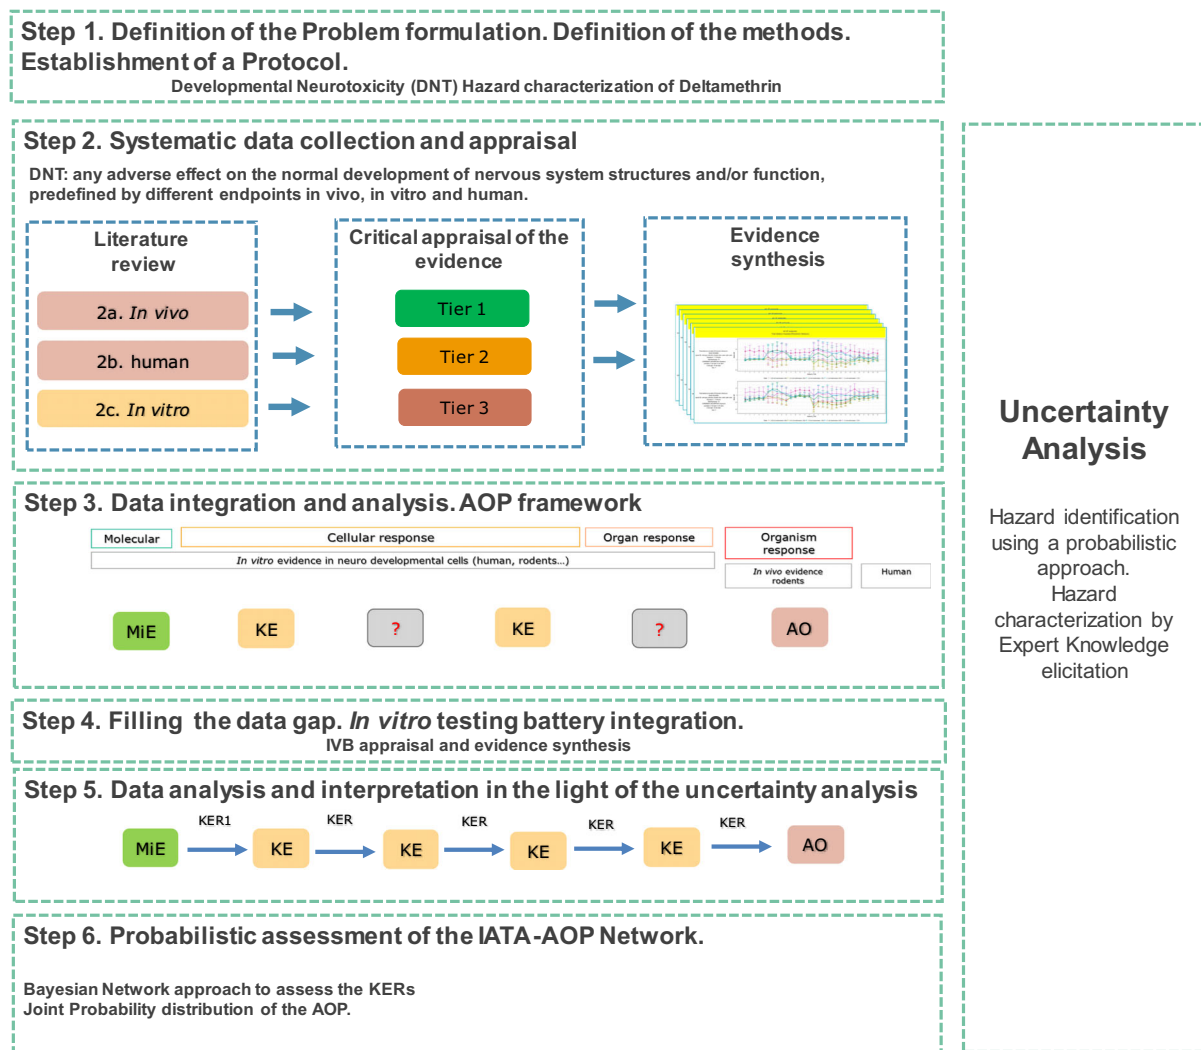 Step 1. Definition of the Problem formulation. Definition of the methods.
Establishment of a Protocol.
Developmental Neurotoxicity (DNT) Hazard characterization of Deltamethrin
Step 2. Systematic data collection and appraisal
DNT: any adverse effect on the normal development of nervous system structures and/or function,
predefined by different endpoints in vivo, in vitro and human.
Literature
review
2a. In vivo
2b. human
2c. In vitro
Critical appraisal of the
evidence
Tier 1
Tier 2
Tier 3
Evidence
synthesis
Step 3. Data integration and analysis. AOP framework
Molecular
Cellular response
Organ response
Organism
response
In vitro evidence in neuro developmental cells (human, rodents...)
In vivo evidence
rodents
Human
MiE
KE
?
KE
?
AO
Step 4. Filling the data gap. In vitro testing battery integration.
IVB appraisal and evidence synthesis
Step 5. Data analysis and interpretation in the light of the uncertainty analysis
KER1
KER
KER
KER
KER
MiE
KE
KE
KE
KE
AO
Step 6. Probabilistic assessment of the IATA-AOP Network.
Bayesian Network approach to assess the KERs
Joint Probability distribution of the AOP.
Uncertainty
Analysis
Hazard identification
using a probabilistic
approach.
Hazard
characterization by
Expert Knowledge
elicitation